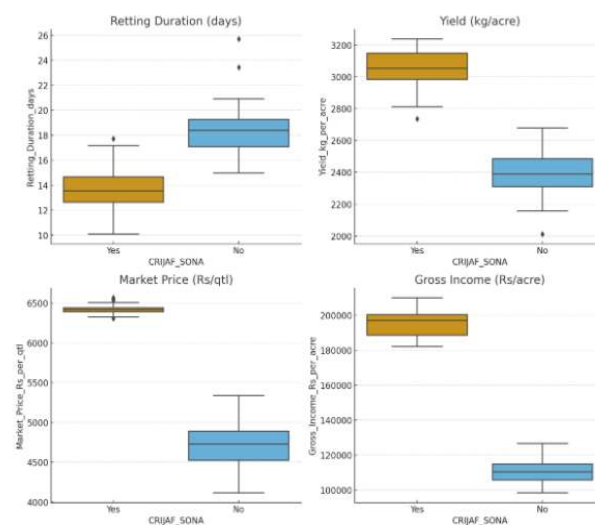 Retting Duration (days)
Retting_Duration_days
26
24
22
20
18
16
14
12
10
Yes
No
CRIJAF_SONA
Yield (kg/acre)
Yield_kg_per_acre
3200
3000
2800
2600
2400
2200
2000
Yes
No
CRIJAF_SONA
Market Price (Rs/qtl)
Market_Price_Rs_per_qtl
6500
6000
5500
5000
4500
4000
Yes
No
CRIJAF_SONA
Gross Income (Rs/acre)
Gross_Income_Rs_per_acre
200000
180000
160000
140000
120000
100000
Yes
No
CRIJAF_SONA